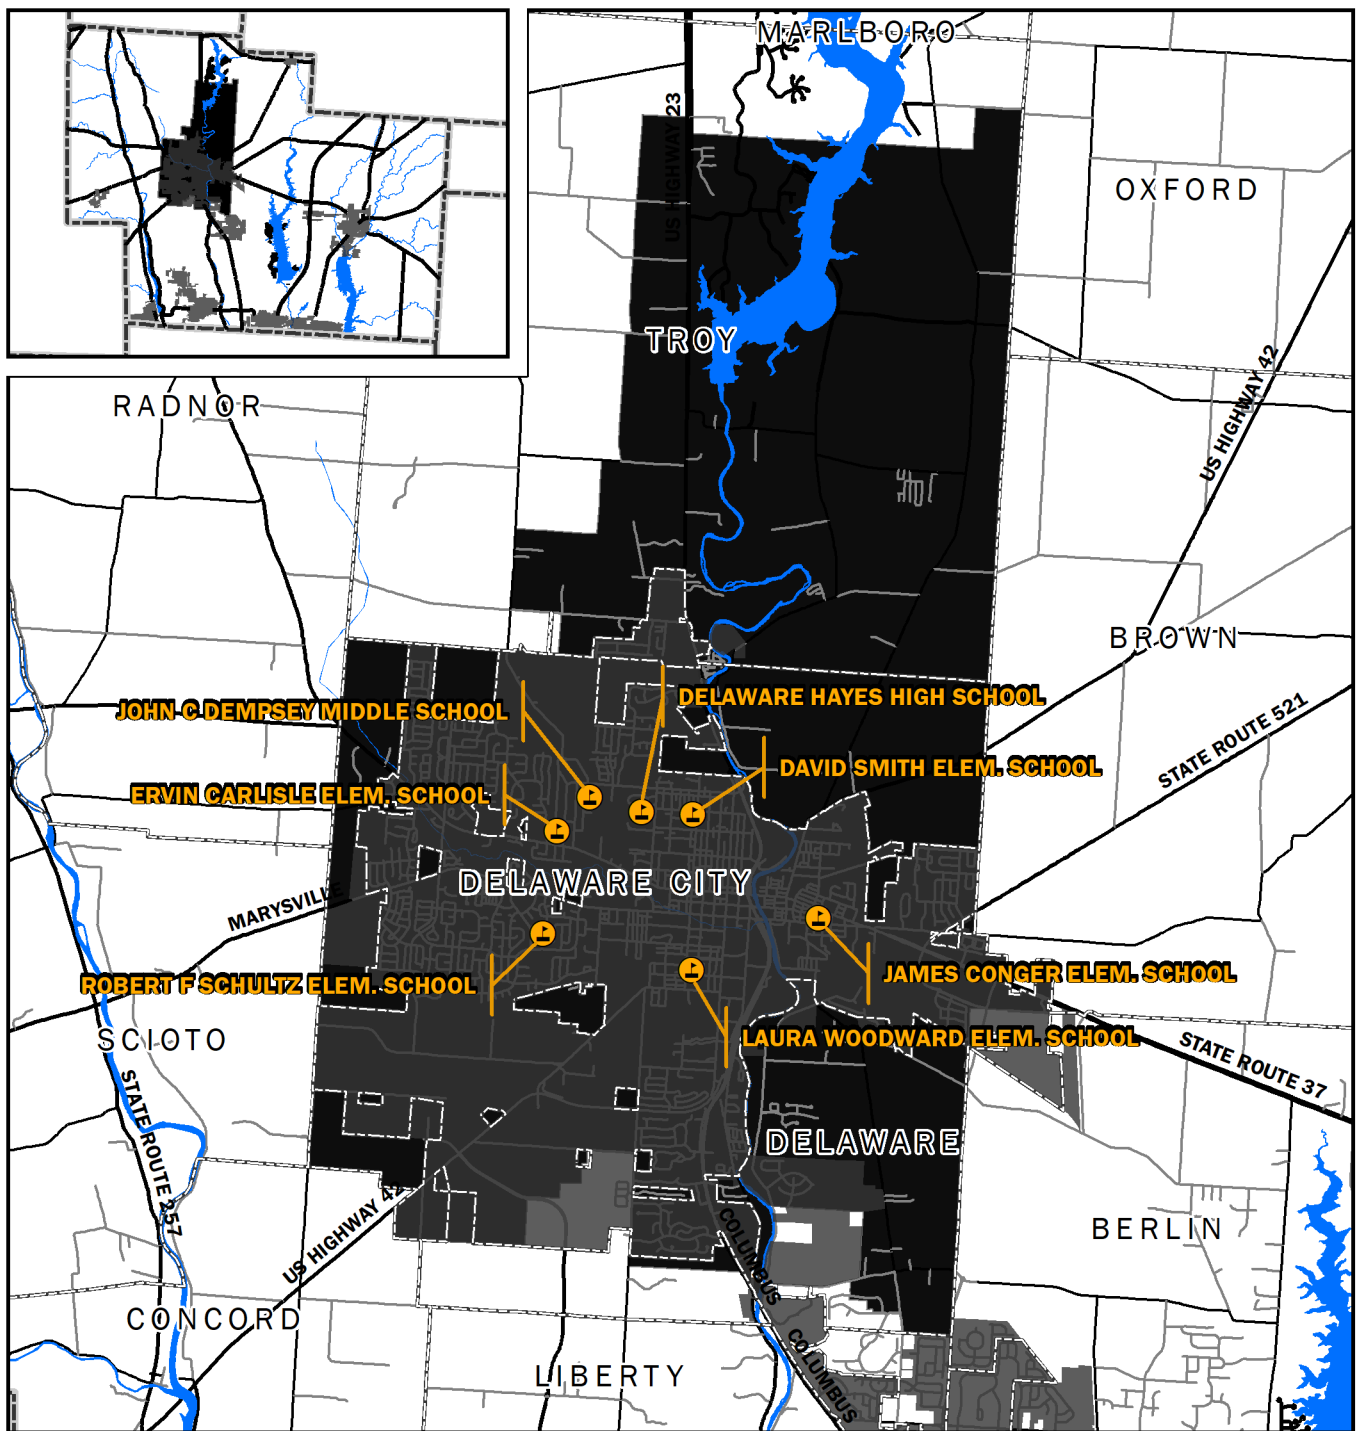 MARLBORO
US HIGHWAY 23
OXFORD
TROY
US HIGHWAY 42
RADNOR
BROWN
STATE ROUTE 521
JOHN C DEMPSEY MIDDLE SCHOOL
DELAWARE HAYES HIGH SCHOOL
DAVID SMITH ELEM. SCHOOL
ERVIN CARLISLE ELEM. SCHOOL
DELAWARE CITY
MARYSVILLE
JAMES CONGER ELEM. SCHOOL
ROBERT F SCHULTZ ELEM. SCHOOL
LAURA WOODWARD ELEM. SCHOOL
SCIOTO
STATE ROUTE 37
STATE ROUTE 257
DELAWARE
US HIGHWAY 42
COLUMBUS
BERLIN
CONCORD
COLUMBUS
LIBERTY